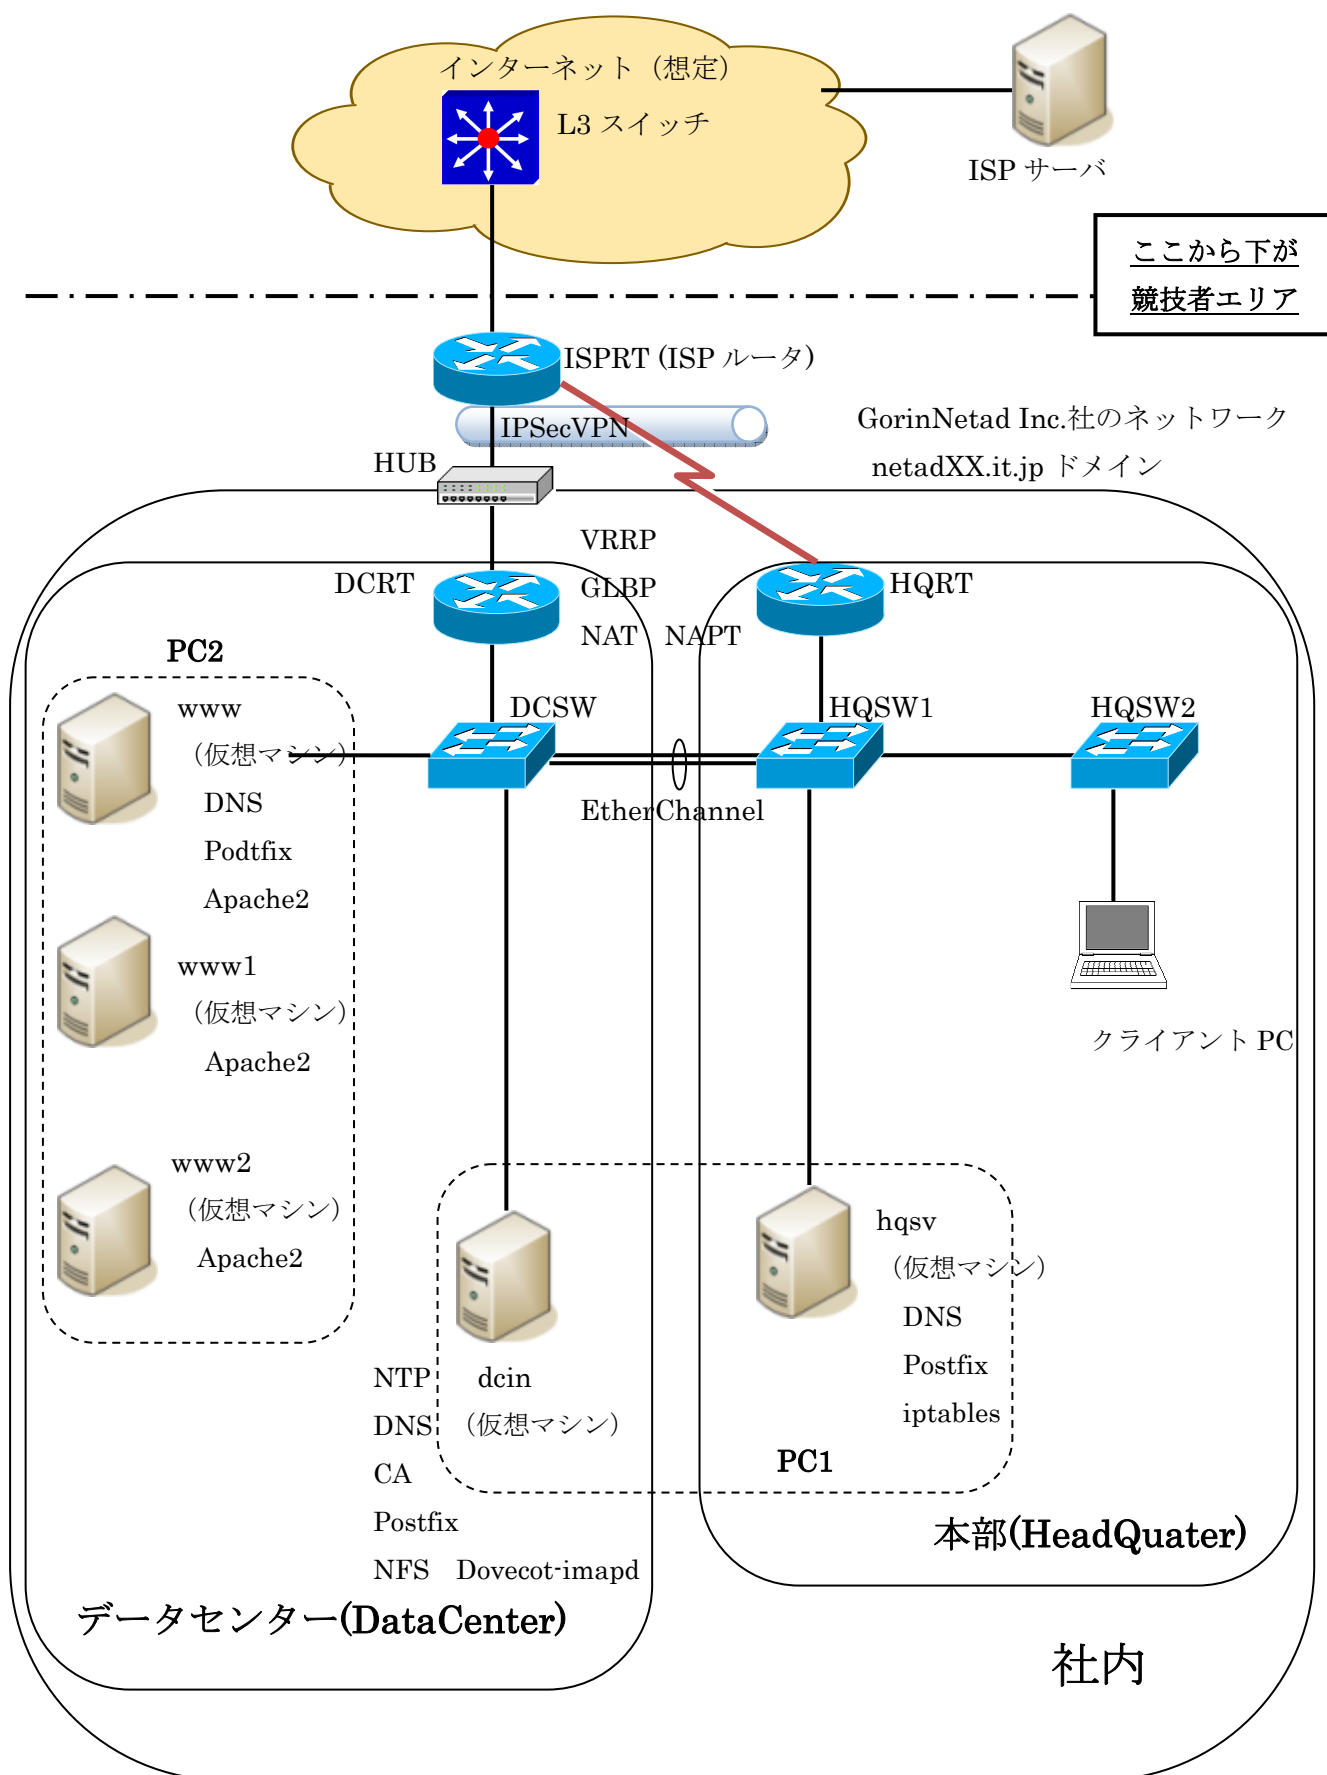 インターネット（想定）
L3 スイッチ
ISP サーバ
ここから下が
競技者エリア
ISPRT (ISP ルータ)
IPSecVPN
GorinNetad Inc.社のネットワーク
netadXX.it.jp ドメイン
HUB
VRRP
DCRT
GLBP
HQRT
NAT NAPT
PC2
www
（仮想マシン）
DNS
Podtfix
Apache2
DCSW
HQSW1
HQSW2
EtherChannel
www1
（仮想マシン）
Apache2
クライアント PC
www2
（仮想マシン）
Apache2
hqsv
（仮想マシン）
DNS
Postfix
iptables
NTP dcin
DNS （仮想マシン）
CA
Postfix
NFS Dovecot-imapd
PC1
本部(HeadQuater)
データセンター(DataCenter)
社内